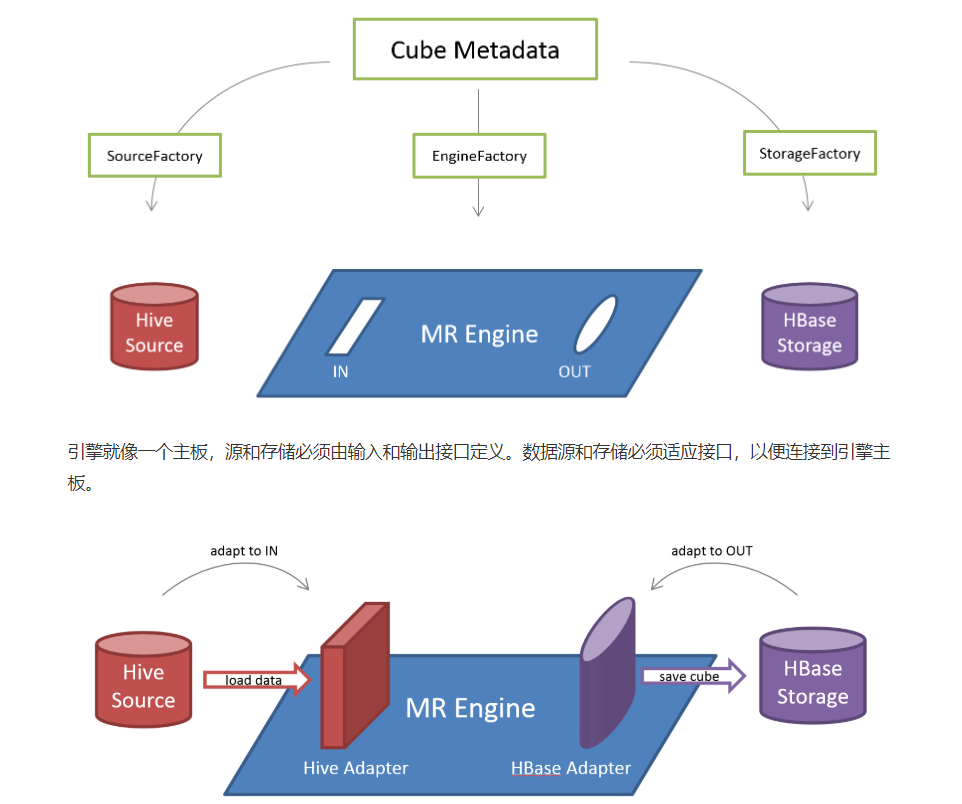 Cube Metadata
SourceFactory
EngineFactory
StorageFactory
Hive
Source
MR Engine
IN
OUT
HBase
Storage
引擎就像一个主板，源和存储必须由输入和输出接口定义。数据源和存储必须适应接口，以便连接到引擎主
板。
adapt to IN
adapt to OUT
Hive
Source
load data
MR Engine
save cube
HBase
Storage
Hive Adapter
HBase Adapter